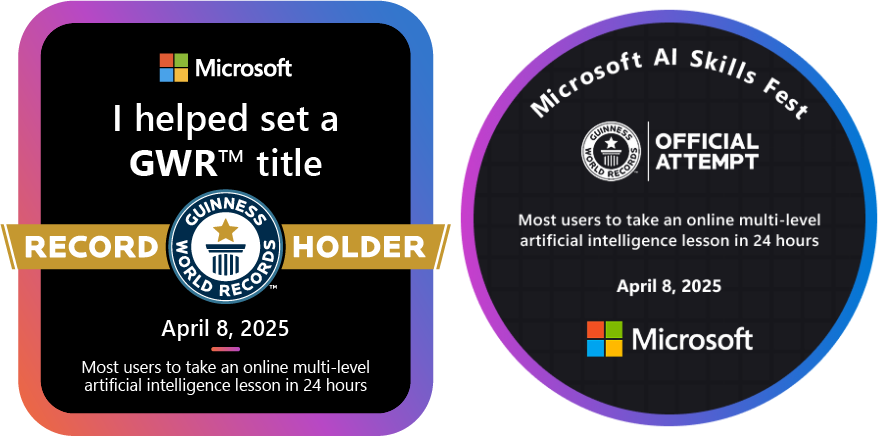 Microsoft
I helped set a
GWR™ title
RECORD HOLDER
GUINNESS
WORLD RECORDS™
April 8, 2025
Most users to take an online multi-level
artificial intelligence lesson in 24 hours
Microsoft AI Skills Fest
GUINNESS
WORLD RECORDS
OFFICIAL
ATTEMPT
Most users to take an online multi-level
artificial intelligence lesson in 24 hours
April 8, 2025
Microsoft